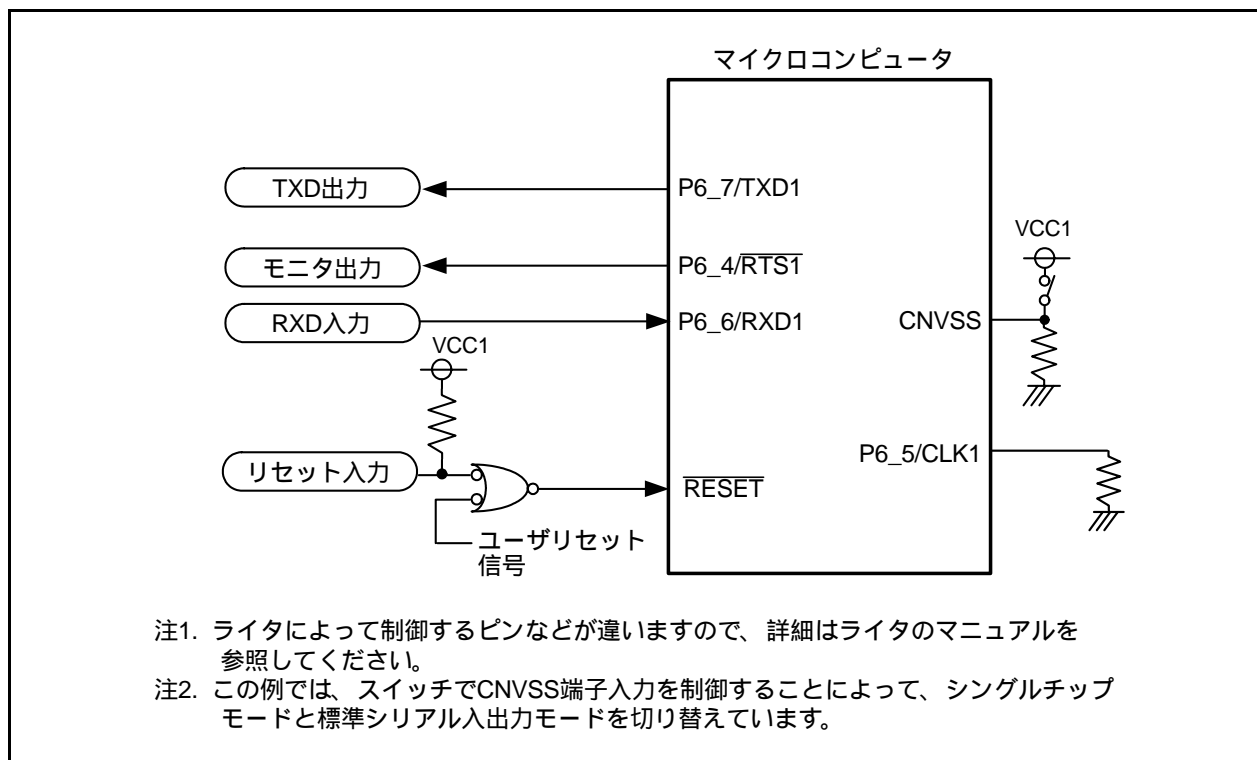 マイクロコンピュータ
TXD出力
P6_7/TXD1
VCC1
モニタ出力
P6_4/RTS1
RXD入力
P6_6/RXD1
CNVSS
VCC1
P6_5/CLK1
リセット入力
RESET
ユーザリセット
信号
注1. ライタによって制御するピンなどが違いますので、詳細はライタのマニュアルを
参照してください。
注2. この例では、スイッチでCNVSS端子入力を制御することによって、シングルチップ
モードと標準シリアル入出力モードを切り替えています。